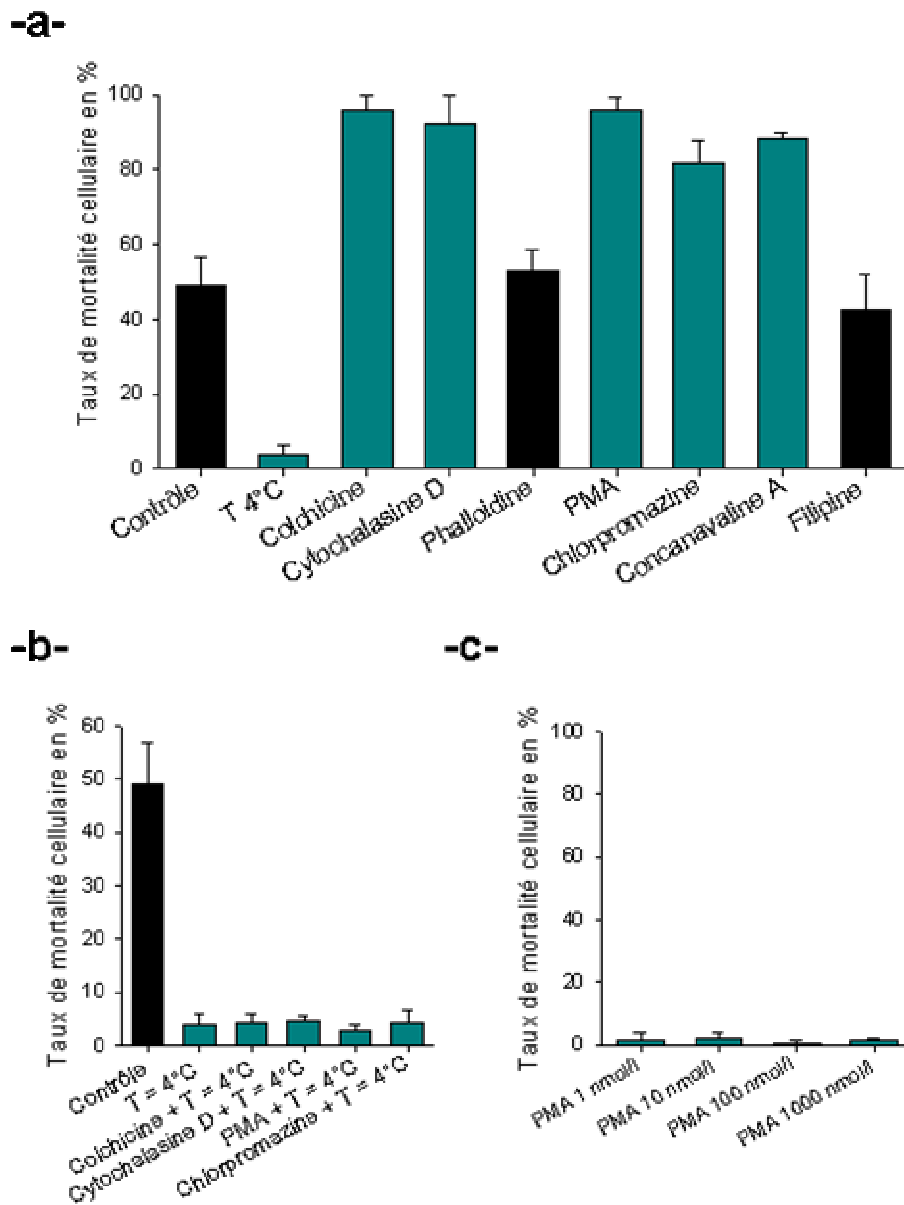 -a-
Taux de mortalité cellulaire en %
100
80
60
40
20
0
Contrôle
T 4°C
Colchicine
Cytochalasine D
Phalloidine
PMA
Chlorpromazine
Concanavaline A
Filipine
-b-
Taux de mortalité cellulaire en %
60
50
40
30
20
10
0
Contrôle
T = 4°C
Colchicine + T = 4°C
Cytochalasine D + T = 4°C
PMA + T = 4°C
Chlorpromazine + T = 4°C
-c-
Taux de mortalité cellulaire en %
100
80
60
40
20
0
PMA 1 nmol/l
PMA 10 nmol/l
PMA 100 nmol/l
PMA 1000 nmol/l